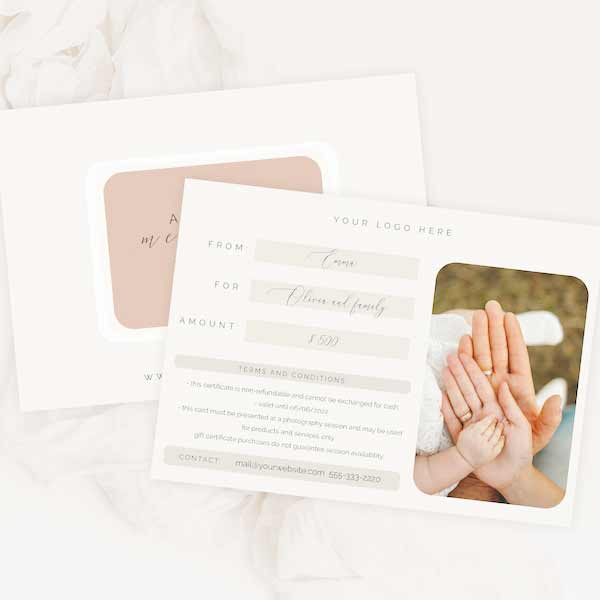 A
me
WW
YOUR LOGO HERE
FROM Emma
FOR Olivia and family
AMOUNT $ 500
TERMS AND CONDITIONS
• this certificate is non-refundable and cannot be exchanged for cash
• valid until 06/06/2022
• this card must be presented at a photography session and may be used
for products and services only
gift certificate purchases do not guarantee session availability
CONTACT: mail@yourwebsite.com 555-333-2220